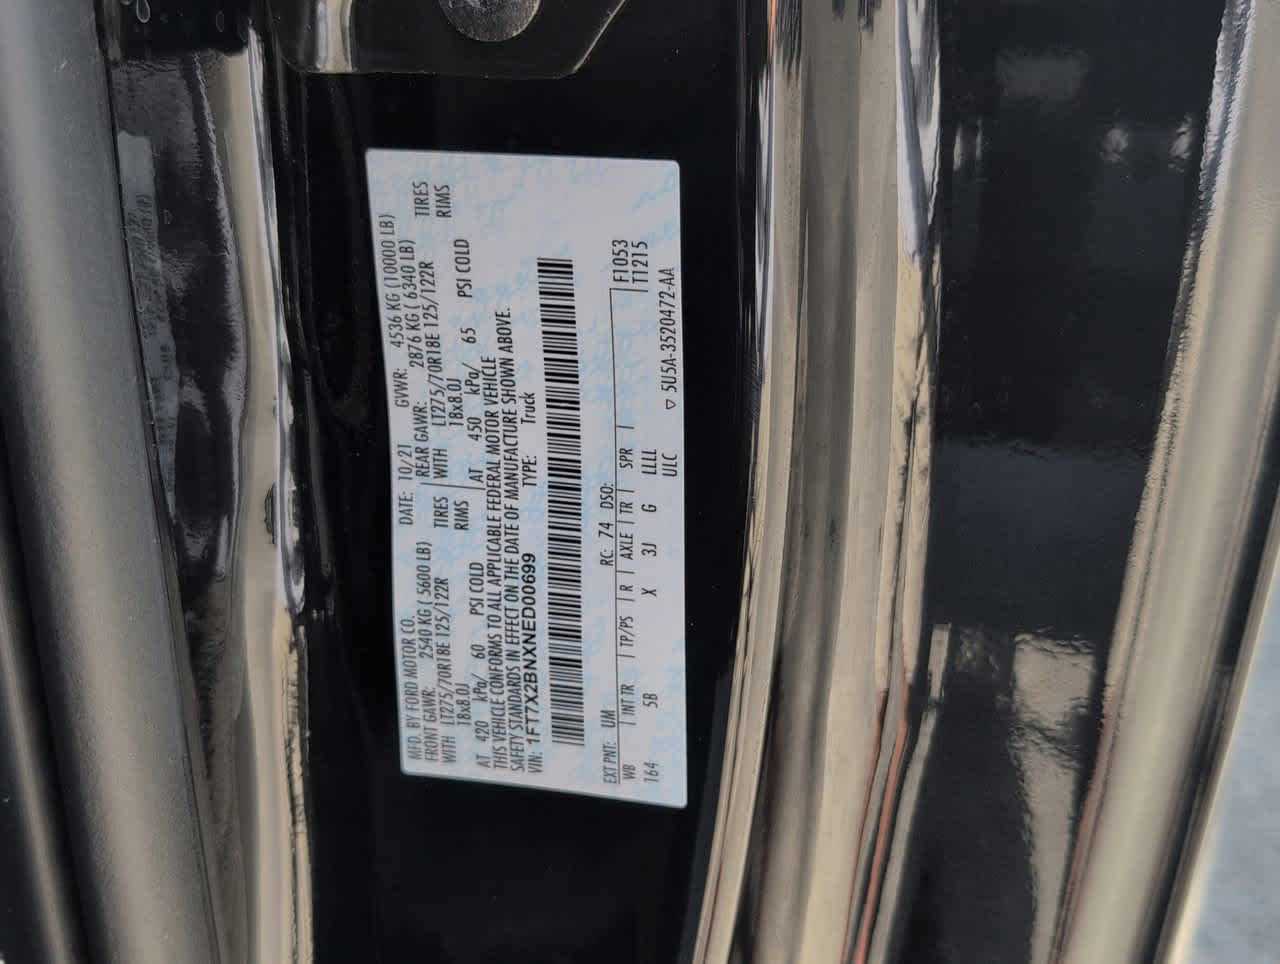 MFD. BY FORD MOTOR CO. DATE: 10/21 GVWR: 4536 KG (10000 LB)
FRONT GAWR: 2540 KG ( 5600 LB) REAR GAWR: 2876 KG ( 6340 LB)
WITH LT275/70R18E 125/122R TIRES WITH LT275/70R18E 125/122R TIRES
18x8.0J RIMS 18x8.0J RIMS
AT 420 kPa/ 60 PSI COLD AT 450 kPa/ 65 PSI COLD
THIS VEHICLE CONFORMS TO ALL APPLICABLE FEDERAL MOTOR VEHICLE
SAFETY STANDARDS IN EFFECT ON THE DATE OF MANUFACTURE SHOWN ABOVE.
VIN: 1FT7X2BNXNED00699 TYPE: Truck
EXT PNT: UM RC: 74 DSO: F1053
WB | INT TR | TP/PS | R | AXLE | TR | SPR | T1215
164 5B X 3J G LLLL
ULC ▽ 5U5A-3520472-AA